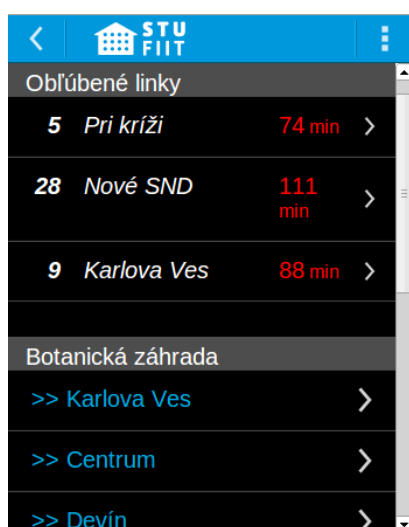 STU
FIIT
Obľúbené linky
5 Pri kríži 74 min
28 Nové SND 111 min
9 Karlova Ves 88 min
Botanická záhrada
>> Karlova Ves
>> Centrum
>> Devín